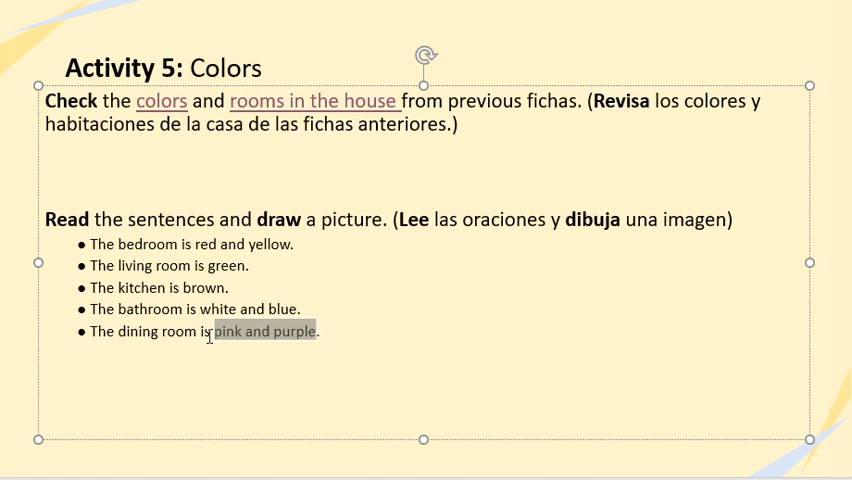 Activity 5: Colors
Check the colors and rooms in the house from previous fichas. (Revisa los colores y
habitaciones de la casa de las fichas anteriores.)
Read the sentences and draw a picture. (Lee las oraciones y dibuja una imagen)
● The bedroom is red and yellow.
● The living room is green.
● The kitchen is brown.
● The bathroom is white and blue.
● The dining room is pink and purple.